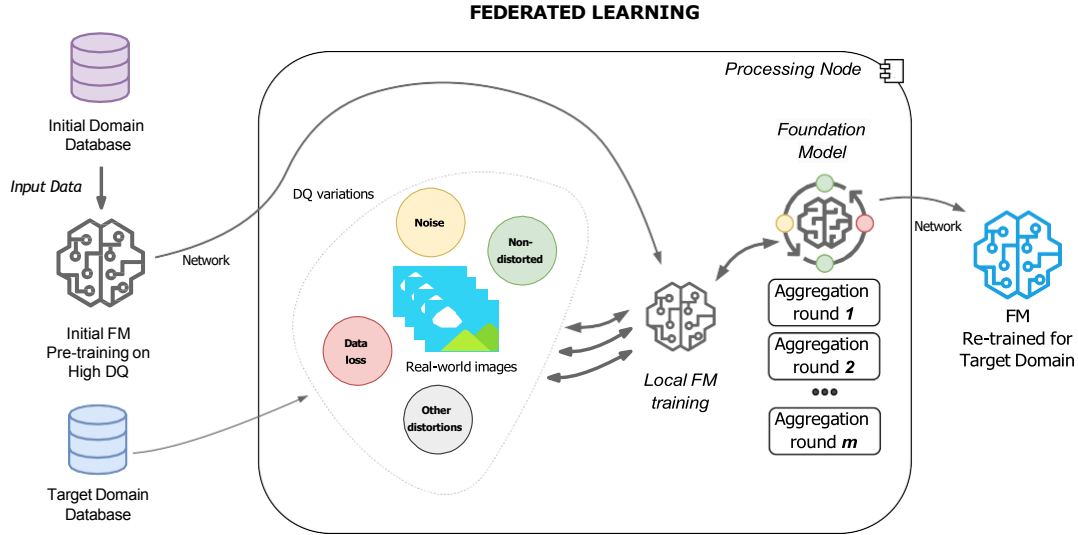 FEDERATED LEARNING
Processing Node
Initial Domain
Database
Input Data
Network
Initial FM
Pre-training on
High DQ
Target Domain
Database
DQ variations
Noise
Non-
distorted
Data
loss
Real-world images
Other
distortions
Local FM
training
Foundation
Model
Aggregation
round 1
Aggregation
round 2
•••
Aggregation
round m
Network
FM
Re-trained for
Target Domain